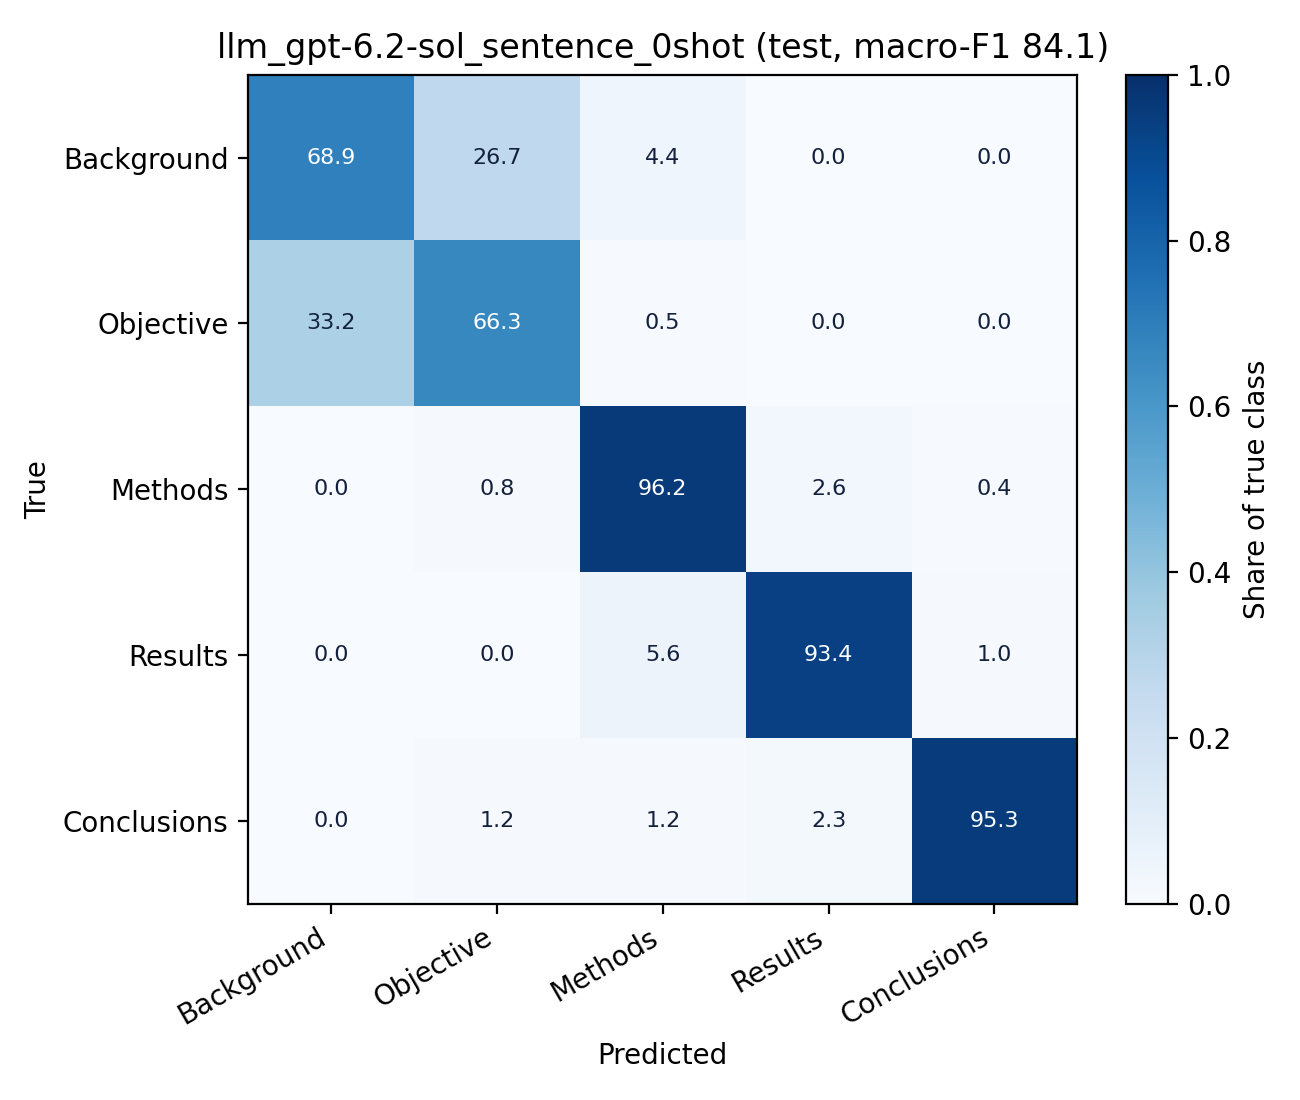 llm_gpt-6.2-sol_sentence_0shot (test, macro-F1 84.1)
Background 68.9 26.7 4.4 0.0 0.0
Objective 33.2 66.3 0.5 0.0 0.0
Methods 0.0 0.8 96.2 2.6 0.4
Results 0.0 0.0 5.6 93.4 1.0
Conclusions 0.0 1.2 1.2 2.3 95.3
True
Background Objective Methods Results Conclusions
Predicted
1.0
0.8
0.6
0.4
0.2
0.0
Share of true class